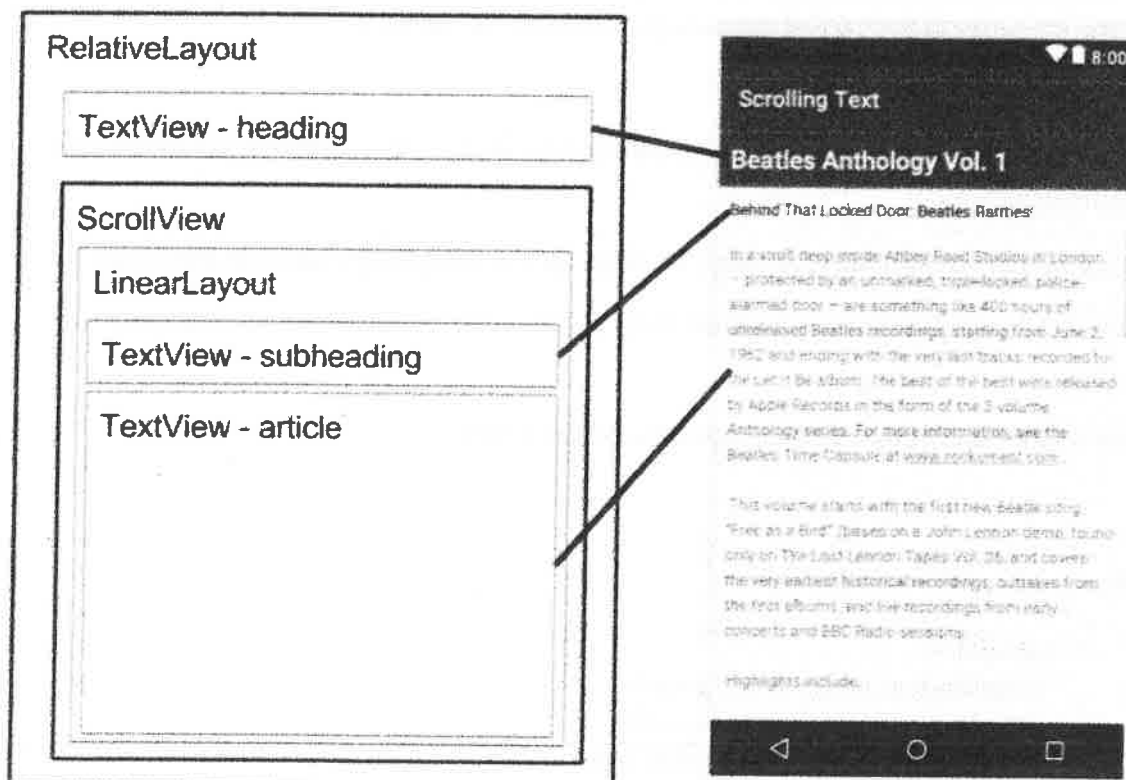 RelativeLayout
TextView - heading
ScrollView
LinearLayout
TextView - subheading
TextView - article
8:00
Scrolling Text
Beatles Anthology Vol. 1
Behind That Locked Door: Beatles Rarities!
In a vault deep inside Abbey Road Studios in London
– protected by an unmarked, triple-locked, police-
alarmed door – are something like 400 hours of
unreleased Beatles recordings, starting from June 2,
1962 and ending with the very last tracks recorded for
the Let It Be album. The best of the best were released
by Apple Records in the form of the 3-volume
Anthology series. For more information, see the
Beatles Time Capsule at www.rockument.com.
This volume starts with the first new Beatle song,
"Free as a Bird" (based on a John Lennon demo, found
only on The Lost Lennon Tapes Vol. 28, and covers
the very earliest historical recordings, outtakes from
the first albums, and live recordings from early
concerts and BBC Radio sessions.
Highlights include: